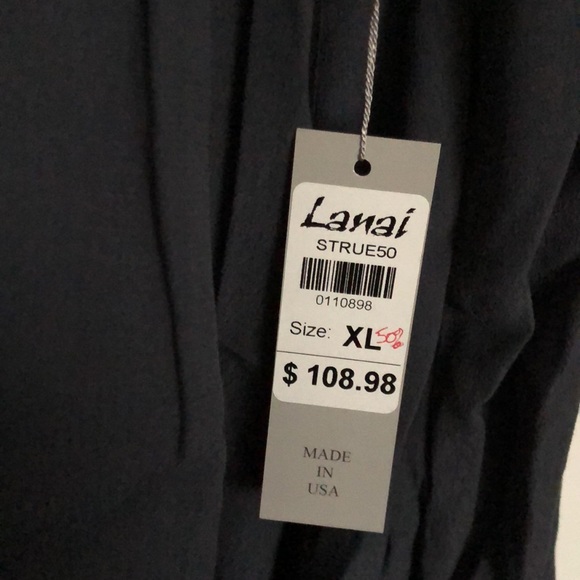 Lanai
STRUE50
0110898
Size: XL 50%
$ 108.98
MADE
IN
USA